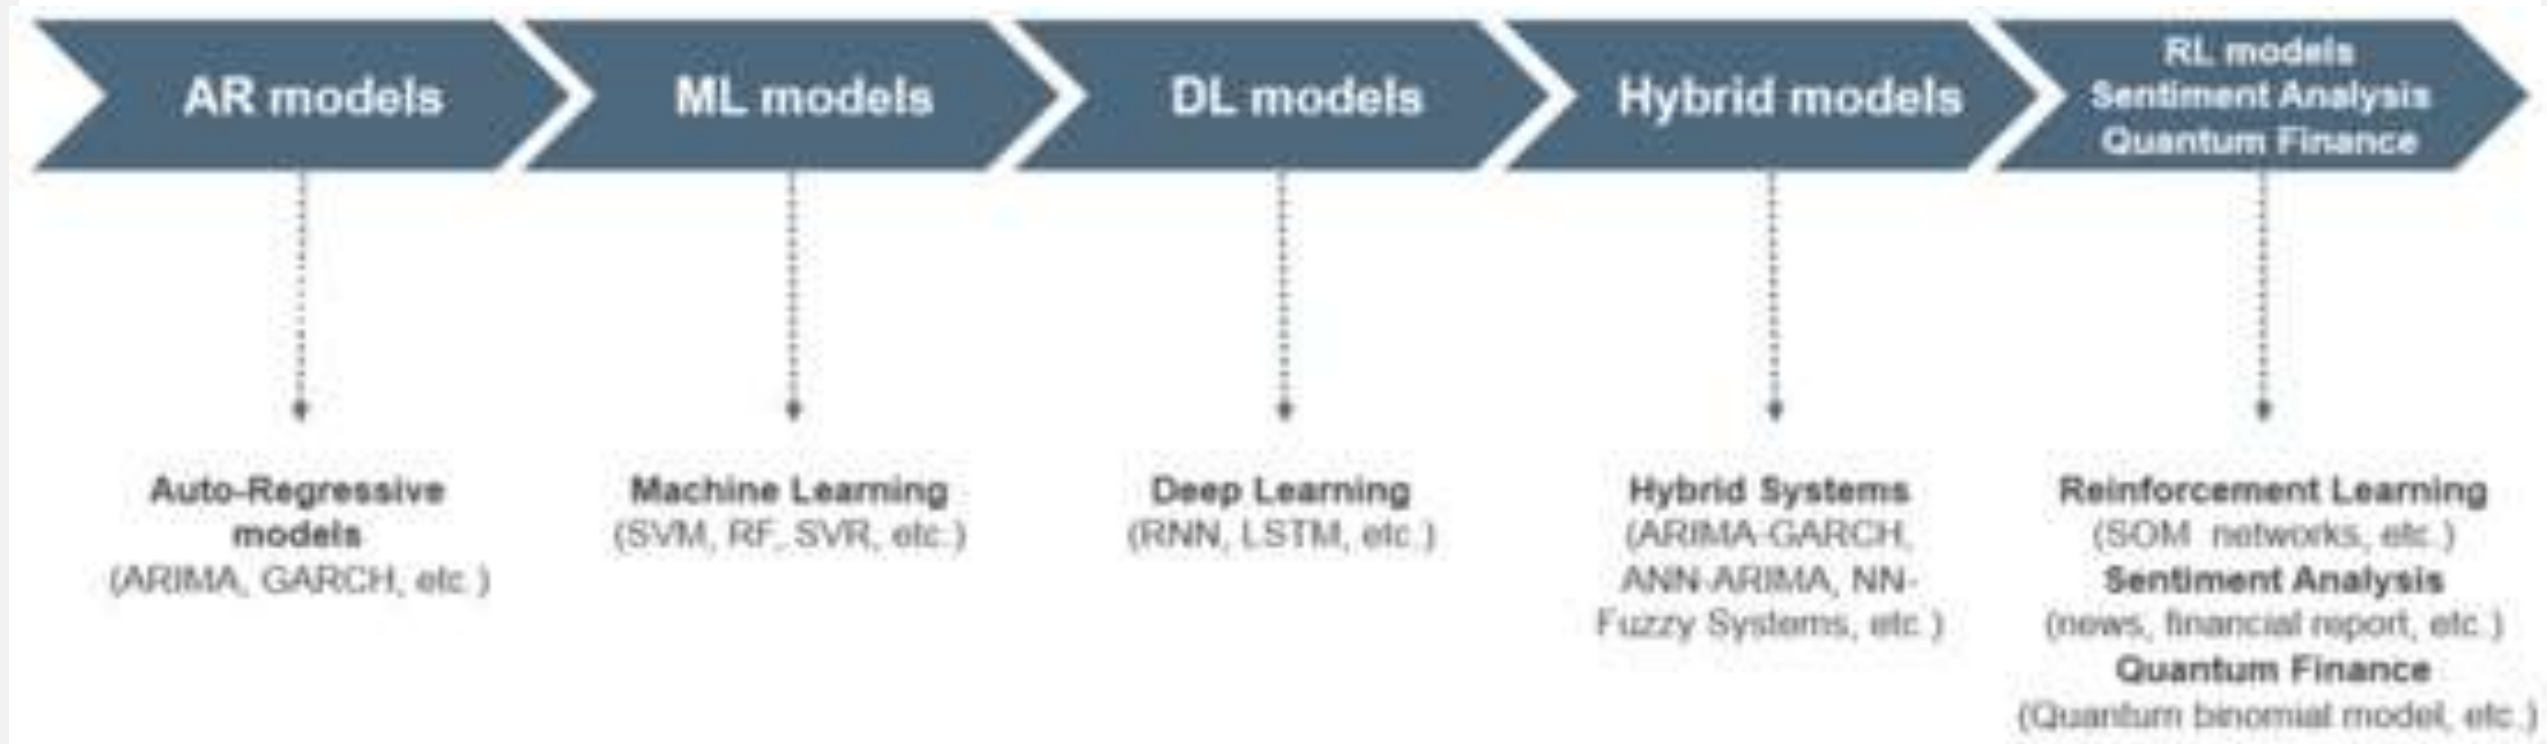 AR models
ML models
DL models
Hybrid models
RL models
Sentiment Analysis
Quantum Finance
Auto-Regressive
models
(ARIMA, GARCH, etc.)
Machine Learning
(SVM, RF, SVR, etc.)
Deep Learning
(RNN, LSTM, etc.)
Hybrid Systems
(ARIMA-GARCH,
ANN-ARIMA, NN-
Fuzzy Systems, etc.)
Reinforcement Learning
(SOM networks, etc.)
Sentiment Analysis
(news, financial report, etc.)
Quantum Finance
(Quantum binomial model, etc.)